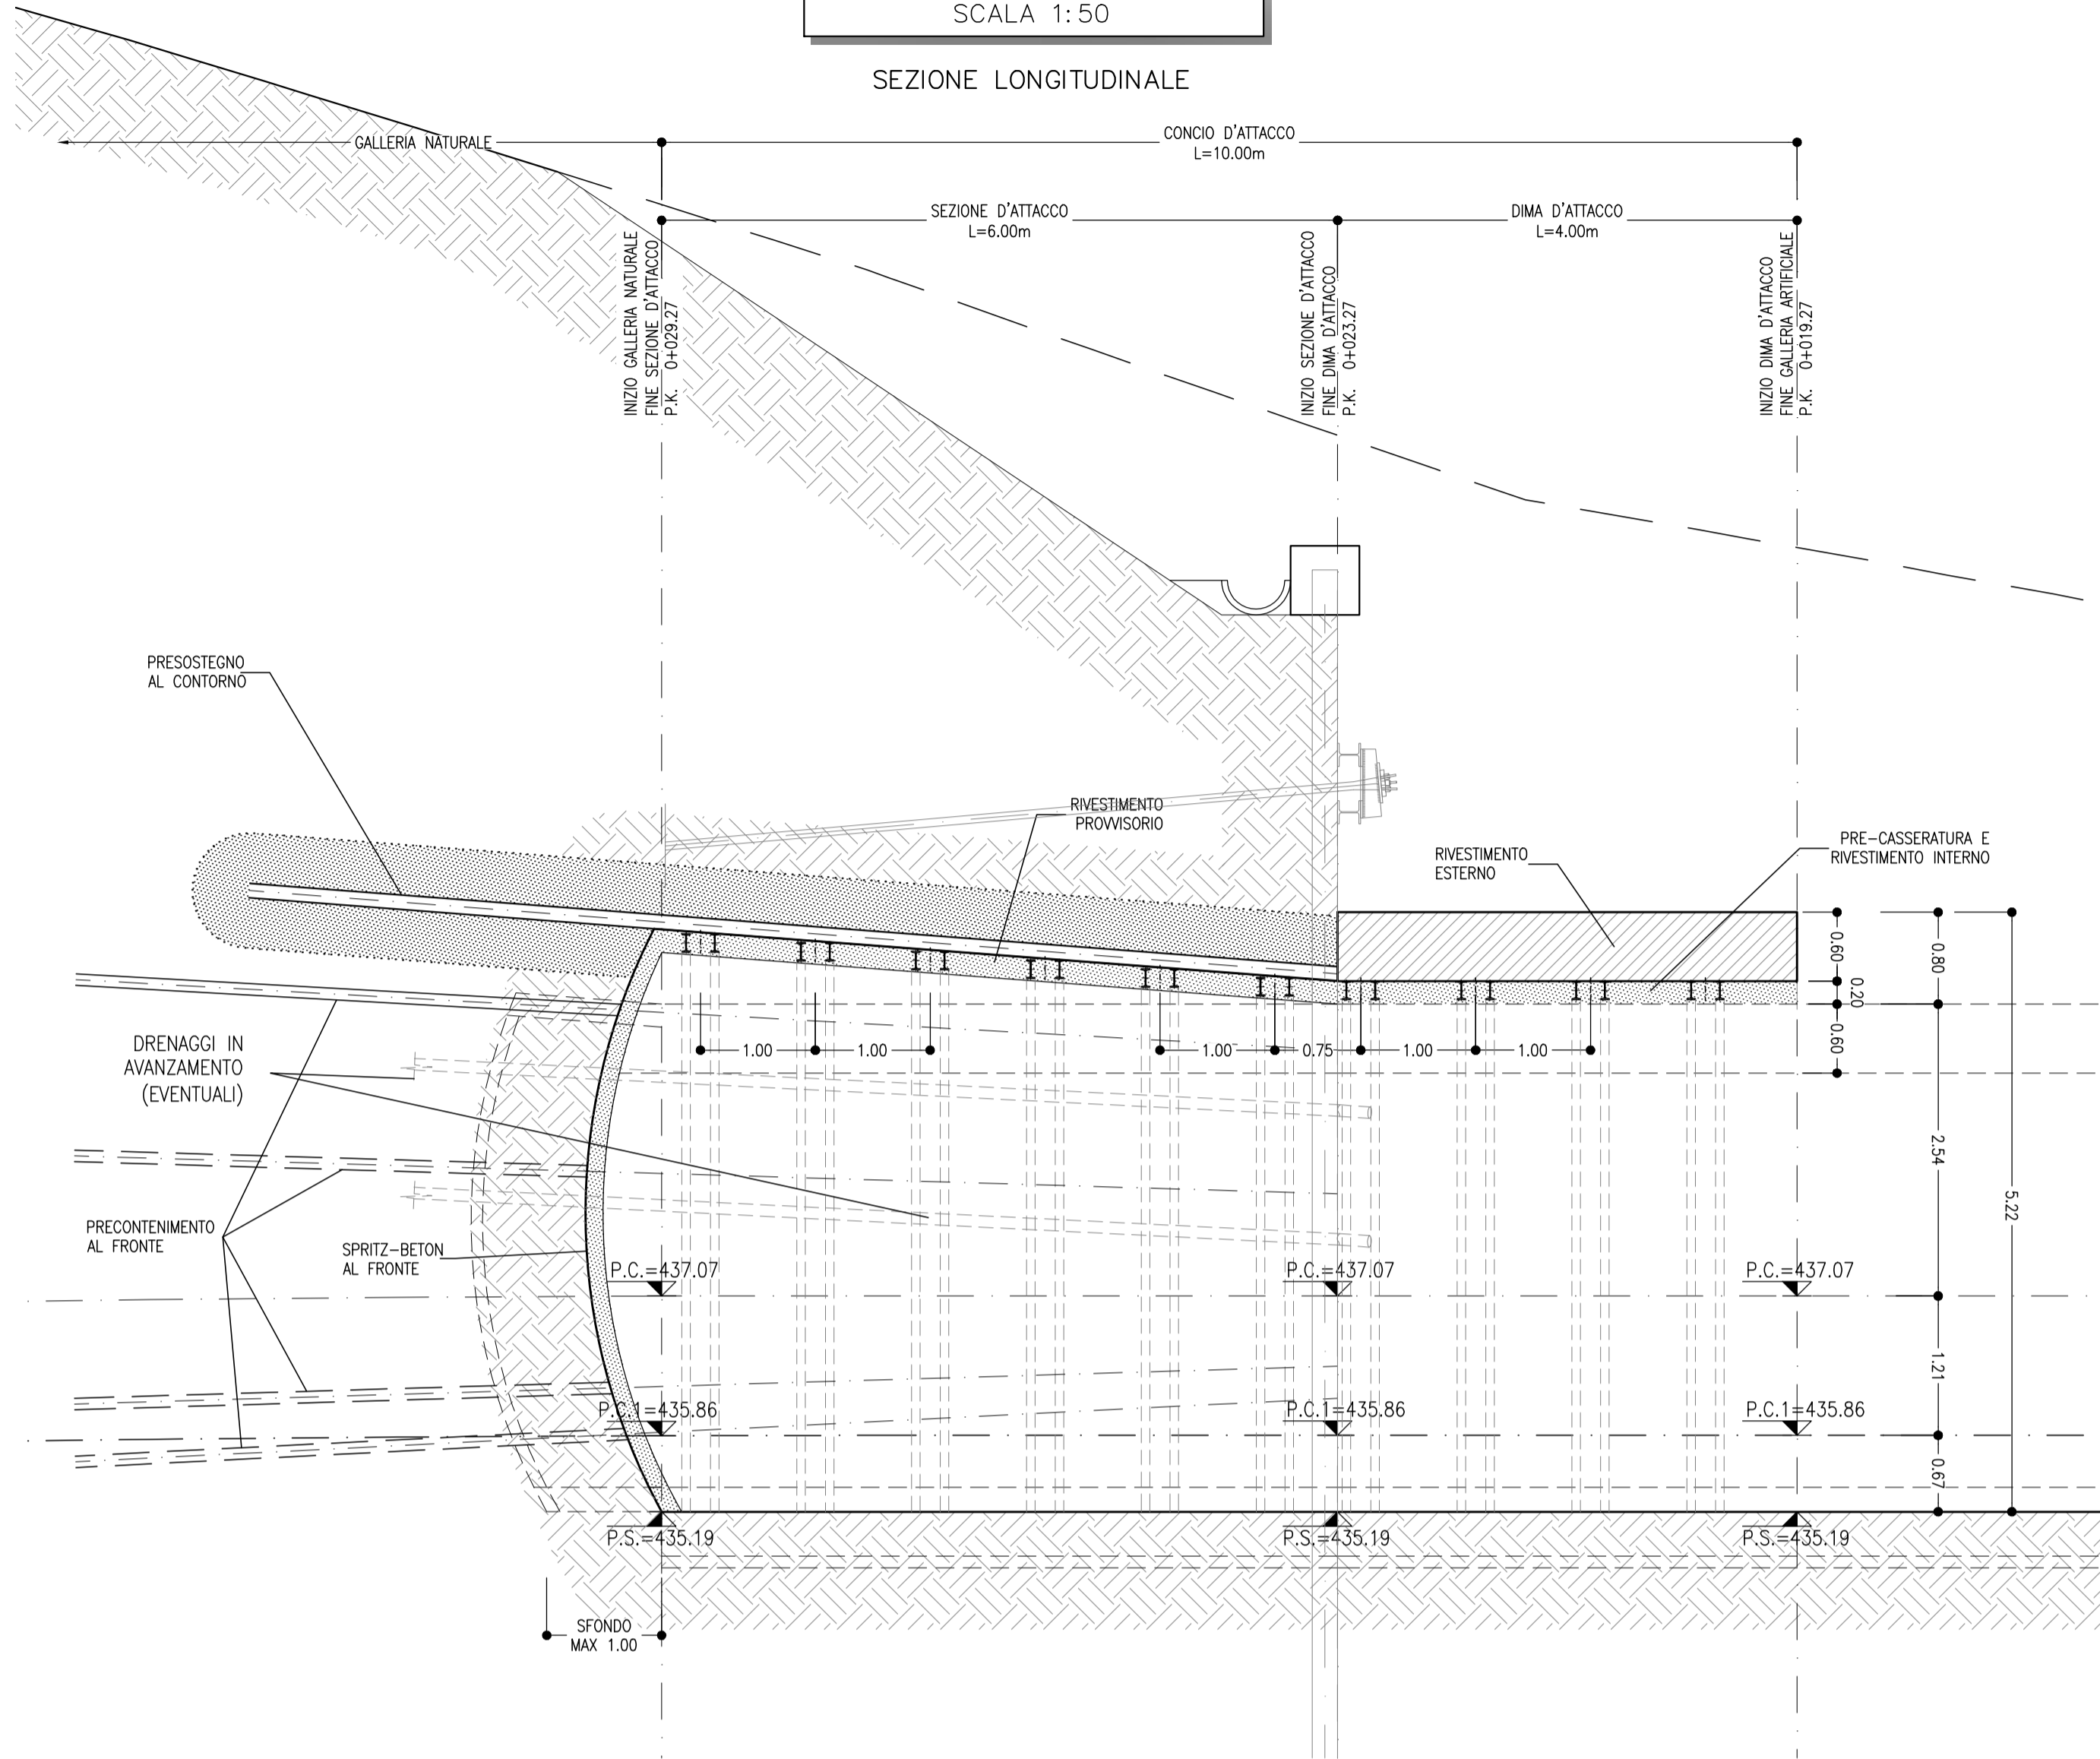 SCALA 1:50
SEZIONE LONGITUDINALE
GALLERIA NATURALE
CONCIO D'ATTACCO
L=10.00m
SEZIONE D'ATTACCO
L=6.00m
DIMA D'ATTACCO
L=4.00m
INIZIO GALLERIA NATURALE
FINE SEZIONE D'ATTACCO
P.K. 0+029.27
INIZIO SEZIONE D'ATTACCO
FINE DIMA D'ATTACCO
P.K. 0+023.27
INIZIO DIMA D'ATTACCO
FINE GALLERIA ARTIFICIALE
P.K. 0+019.27
PRESOSTEGNO
AL CONTORNO
RIVESTIMENTO
PROVVISORIO
RIVESTIMENTO
ESTERNO
PRE-CASSERATURA E
RIVESTIMENTO INTERNO
0.60
0.20
0.60
0.80
2.54
1.21
0.67
5.22
DRENAGGI IN
AVANZAMENTO
(EVENTUALI)
1.00
1.00
1.00
0.75
1.00
1.00
PRECONTENIMENTO
AL FRONTE
SPRITZ-BETON
AL FRONTE
P.C.=437.07
P.C.=437.07
P.C.=437.07
P.C.1=435.86
P.C.1=435.86
P.C.1=435.86
P.S.=435.19
P.S.=435.19
P.S.=435.19
SFONDO
MAX 1.00